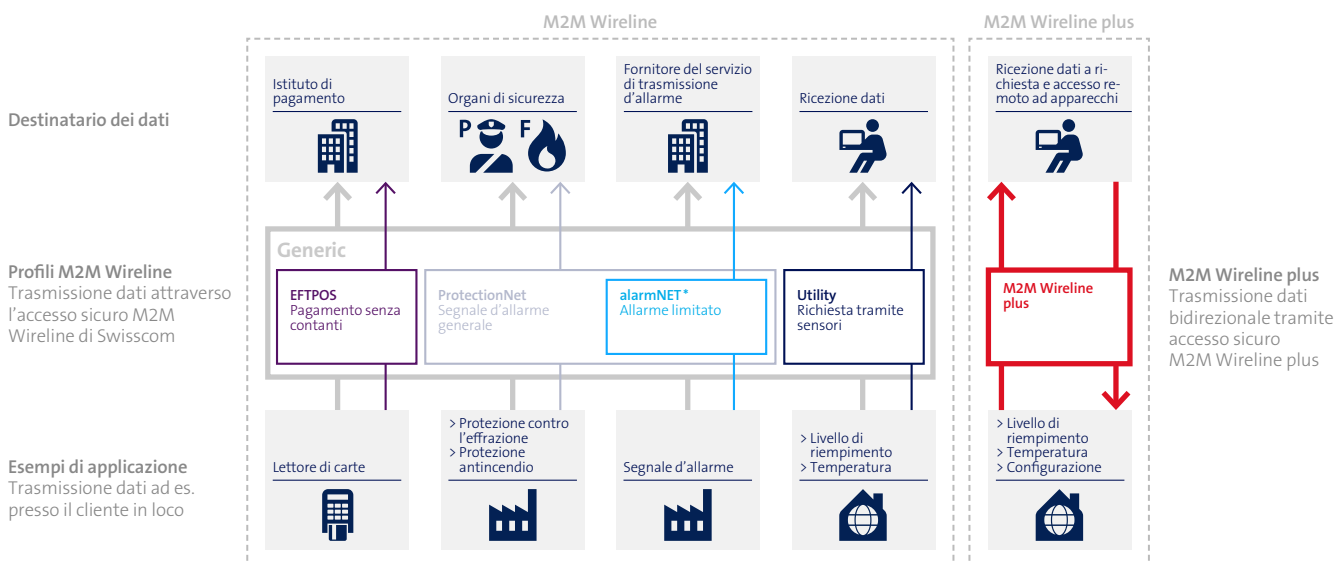 M2M Wireline
M2M Wireline plus
Destinatario dei dati
Istituto di
pagamento
Organi di sicurezza
P
F
Fornitore del servizio
di trasmissione
d'allarme
Ricezione dati
Ricezione dati a ri-
chiesta e accesso re-
moto ad apparecchi
Profili M2M Wireline
Trasmissione dati attraverso
l'accesso sicuro M2M
Wireline di Swisscom
Generic
EFTPOS
Pagamento senza
contanti
ProtectionNet
Segnale d'allarme
generale
alarmNET*
Allarme limitato
Utility
Richiesta tramite
sensori
M2M Wireline
plus
M2M Wireline plus
Trasmissione dati
bidirezionale tramite
accesso sicuro
M2M Wireline plus
Esempi di applicazione
Trasmissione dati ad es.
presso il cliente in loco
Lettore di carte
> Protezione contro
l'effrazione
> Protezione
antincendio
Segnale d'allarme
> Livello di
riempimento
> Temperatura
> Livello di
riempimento
> Temperatura
> Configurazione